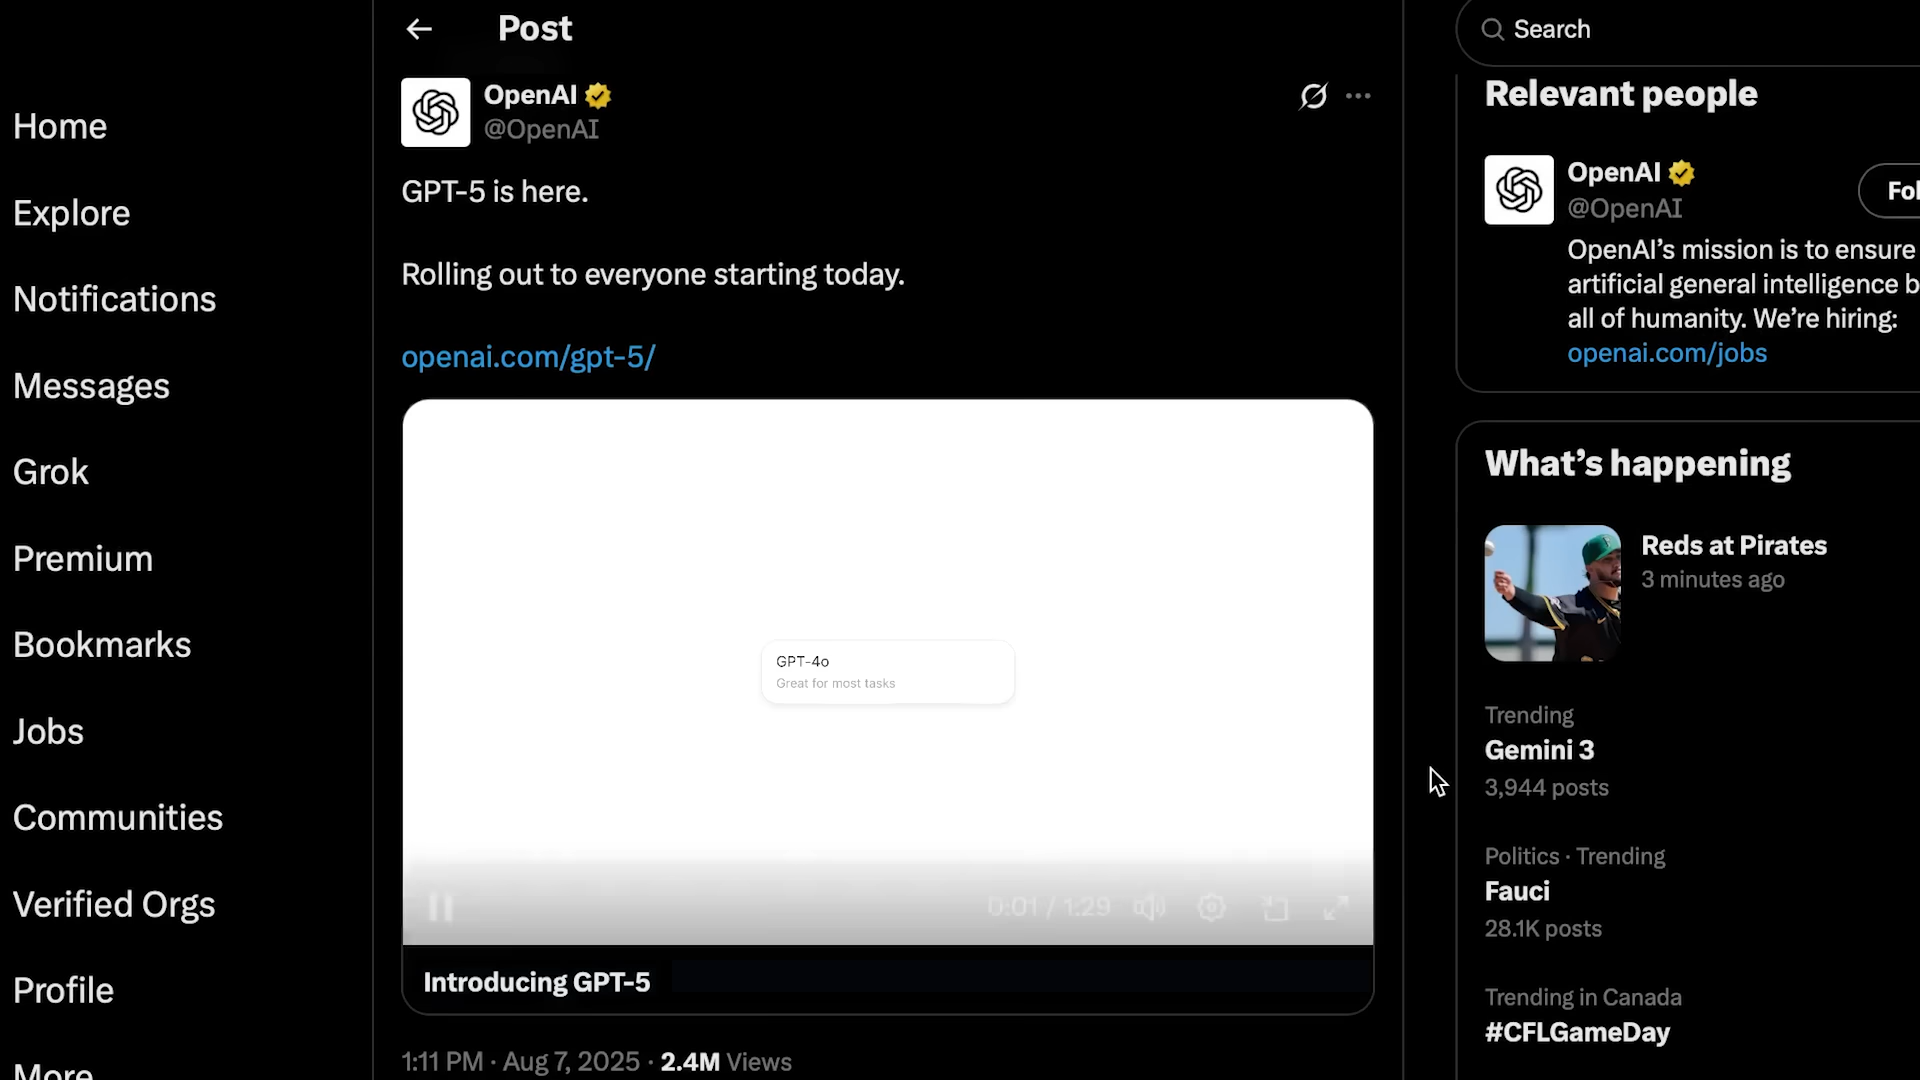 Home
Explore
Notifications
Messages
Grok
Premium
Bookmarks
Jobs
Communities
Verified Orgs
Profile
More
Post
OpenAI
@OpenAI
GPT-5 is here.
Rolling out to everyone starting today.
openai.com/gpt-5/
GPT-4o
Great for most tasks
0:01 / 1:29
Introducing GPT-5
1:11 PM · Aug 7, 2025 · 2.4M Views
Search
Relevant people
OpenAI
@OpenAI
Fol
OpenAI’s mission is to ensure
artificial general intelligence b
all of humanity. We’re hiring:
openai.com/jobs
What’s happening
Reds at Pirates
3 minutes ago
Trending
Gemini 3
3,944 posts
Politics · Trending
Fauci
28.1K posts
Trending in Canada
#CFLGameDay